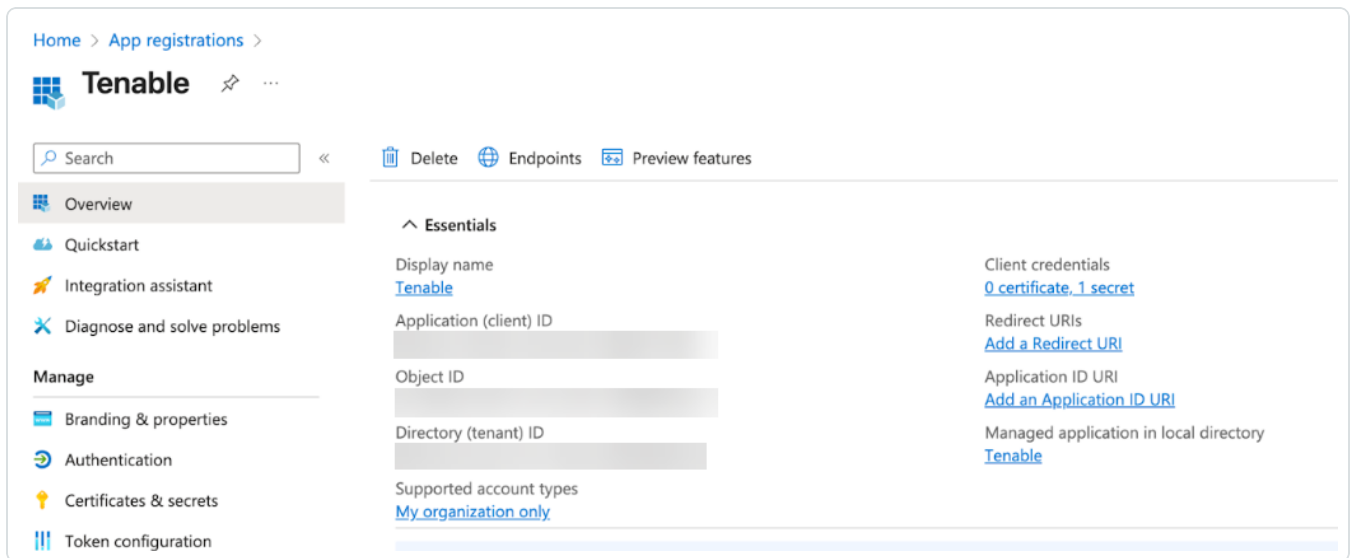 Home > App registrations >
Tenable
Search
Overview
Quickstart
Integration assistant
Diagnose and solve problems
Manage
Branding & properties
Authentication
Certificates & secrets
Token configuration
Delete Endpoints Preview features
Essentials
Display name
Tenable
Application (client) ID
Object ID
Directory (tenant) ID
Supported account types
My organization only
Client credentials
0 certificate, 1 secret
Redirect URIs
Add a Redirect URI
Application ID URI
Add an Application ID URI
Managed application in local directory
Tenable